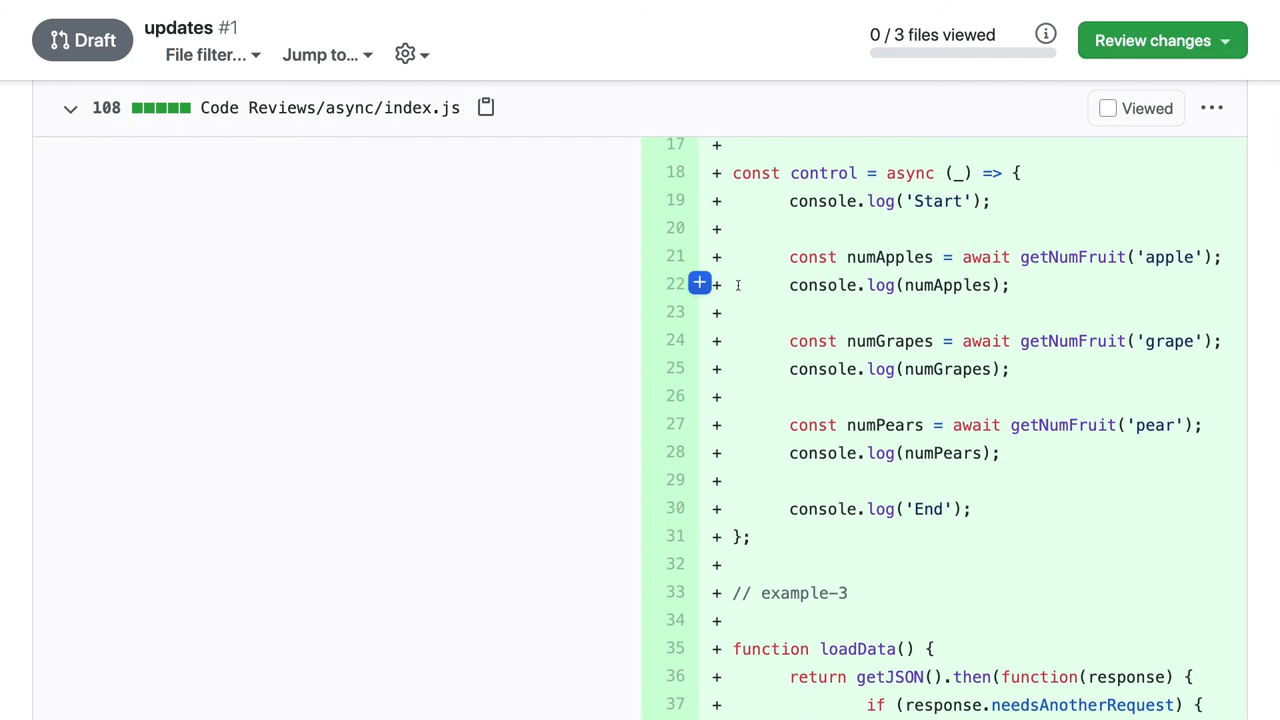 Draft
updates #1
File filter...
Jump to...
0 / 3 files viewed
Review changes
108 Code Reviews/async/index.js
Viewed
17 +
18 + const control = async (_) => {
19 + console.log('Start');
20 +
21 + const numApples = await getNumFruit('apple');
22 + console.log(numApples);
23 +
24 + const numGrapes = await getNumFruit('grape');
25 + console.log(numGrapes);
26 +
27 + const numPears = await getNumFruit('pear');
28 + console.log(numPears);
29 +
30 + console.log('End');
31 + };
32 +
33 + // example-3
34 +
35 + function loadData() {
36 + return getJSON().then(function(response) {
37 + if (response.needsAnotherRequest) {